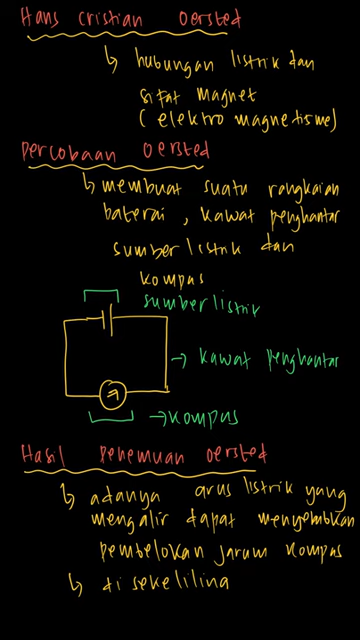 Hans Cristian Oersted
↳ hubungan listrik dan
sifat magnet
(elektro magnetisme)
Percobaan Oersted
↳ membuat suatu rangkaian
baterai, kawat penghantar
sumber listrik dan
kompas
sumber listrik
→ kawat penghantar
→ kompas
Hasil penemuan oersted
↳ adanya arus listrik yang
mengalir dapat menyebabkan
pembelokan jarum kompas
↳ di sekeliling